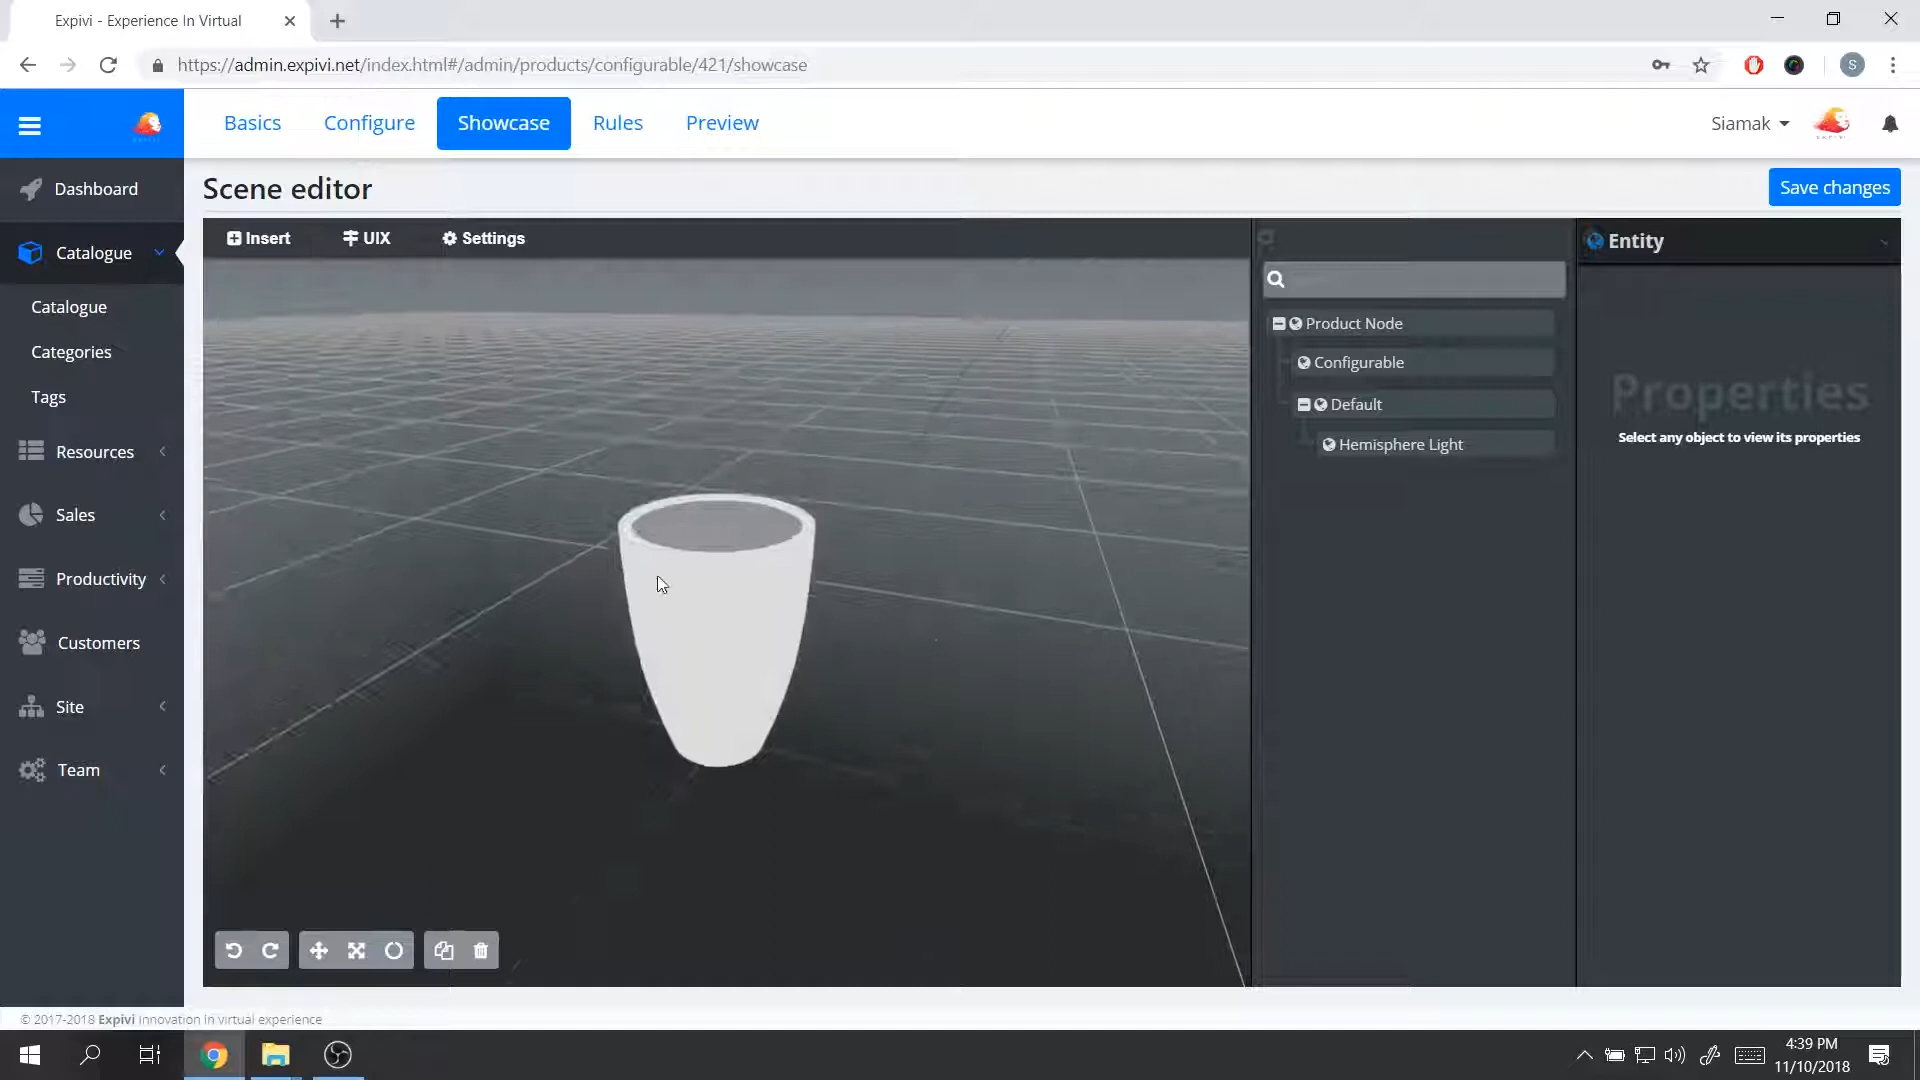 Expivi - Experience In Virtual
https://admin.expivi.net/index.html#/admin/products/configurable/421/showcase
S
Basics
Configure
Showcase
Rules
Preview
Siamak
Dashboard
Scene editor
Save changes
Insert
UIX
Settings
Entity
Catalogue
Catalogue
Categories
Tags
Resources
Sales
Productivity
Customers
Site
Team
Product Node
Configurable
Default
Hemisphere Light
Properties
Select any object to view its properties
© 2017-2018 Expivi innovation in virtual experience
4:39 PM
11/10/2018